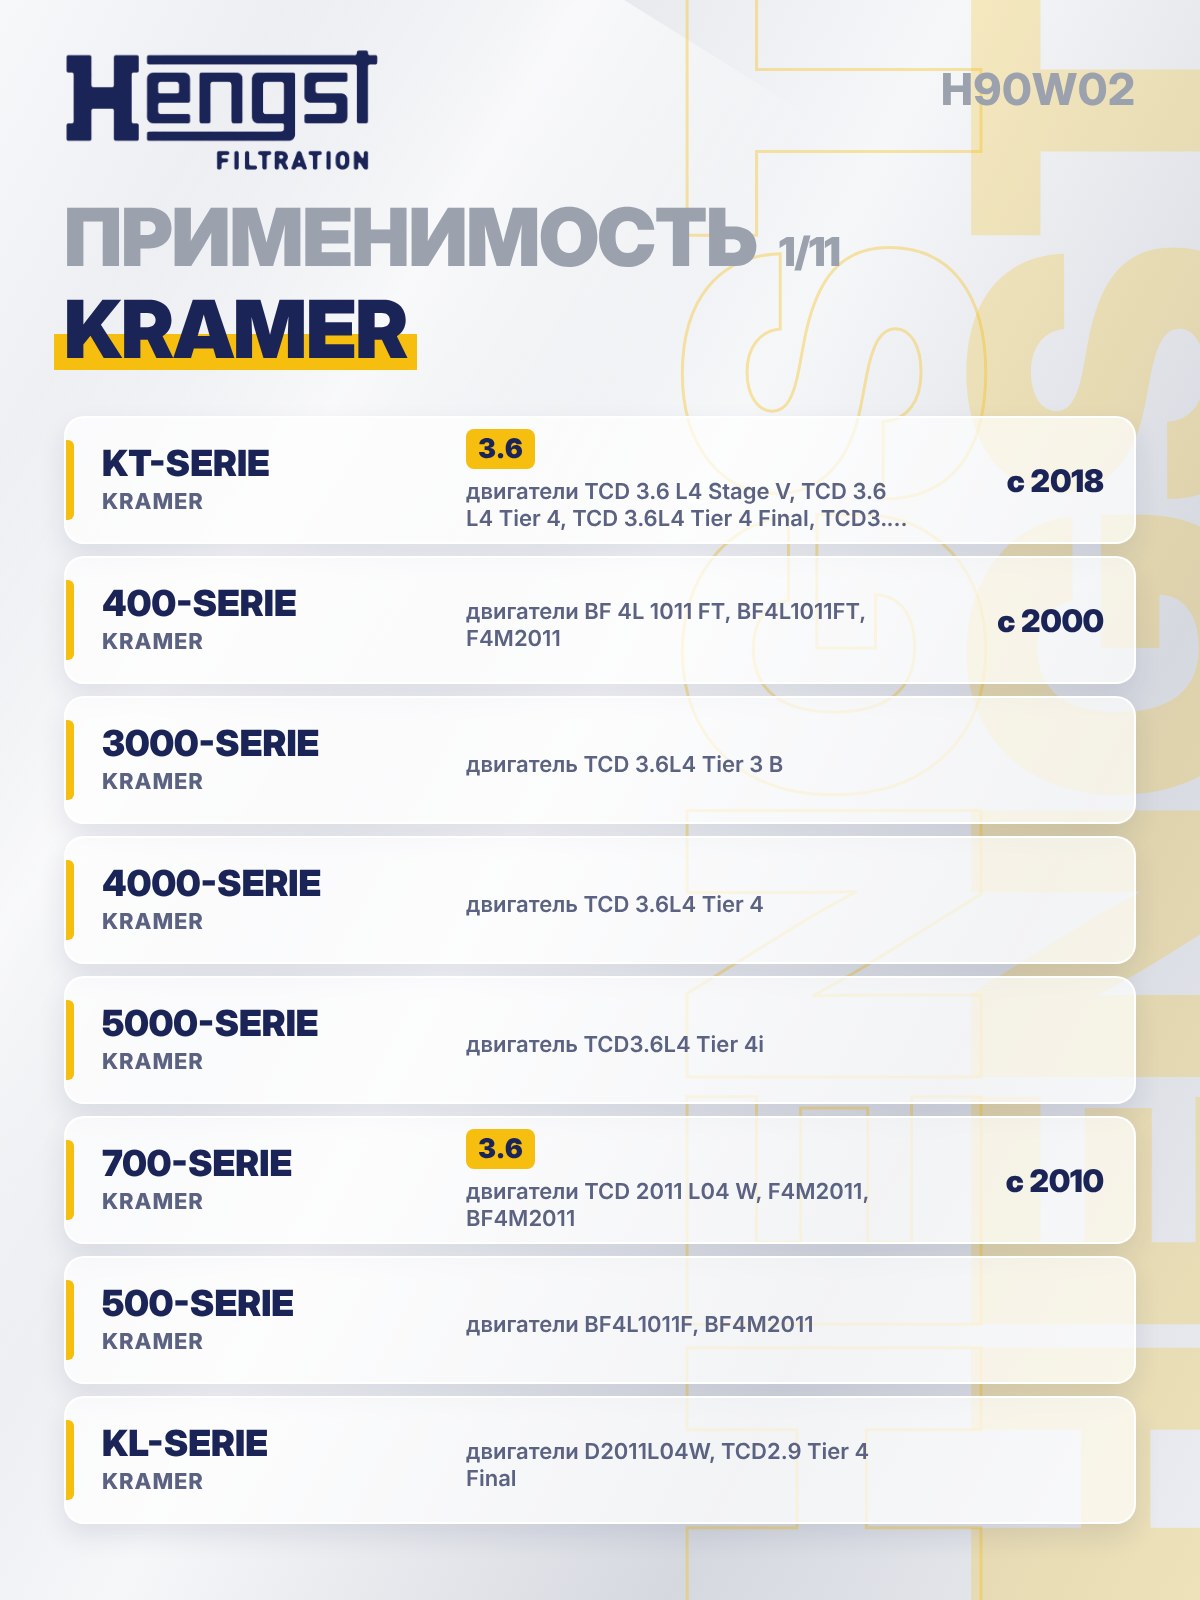 Hengst
FILTRATION
H90W02
ПРИМЕНИМОСТЬ 1/11
KRAMER
KT-SERIE
KRAMER
3.6
двигатели TCD 3.6 L4 Stage V, TCD 3.6
L4 Tier 4, TCD 3.6L4 Tier 4 Final, TCD3....
с 2018
400-SERIE
KRAMER
двигатели BF 4L 1011 FT, BF4L1011FT,
F4M2011
с 2000
3000-SERIE
KRAMER
двигатель TCD 3.6L4 Tier 3 B
4000-SERIE
KRAMER
двигатель TCD 3.6L4 Tier 4
5000-SERIE
KRAMER
двигатель TCD3.6L4 Tier 4i
700-SERIE
KRAMER
3.6
двигатели TCD 2011 L04 W, F4M2011,
BF4M2011
с 2010
500-SERIE
KRAMER
двигатели BF4L1011F, BF4M2011
KL-SERIE
KRAMER
двигатели D2011L04W, TCD2.9 Tier 4
Final
HENGST
HENGST